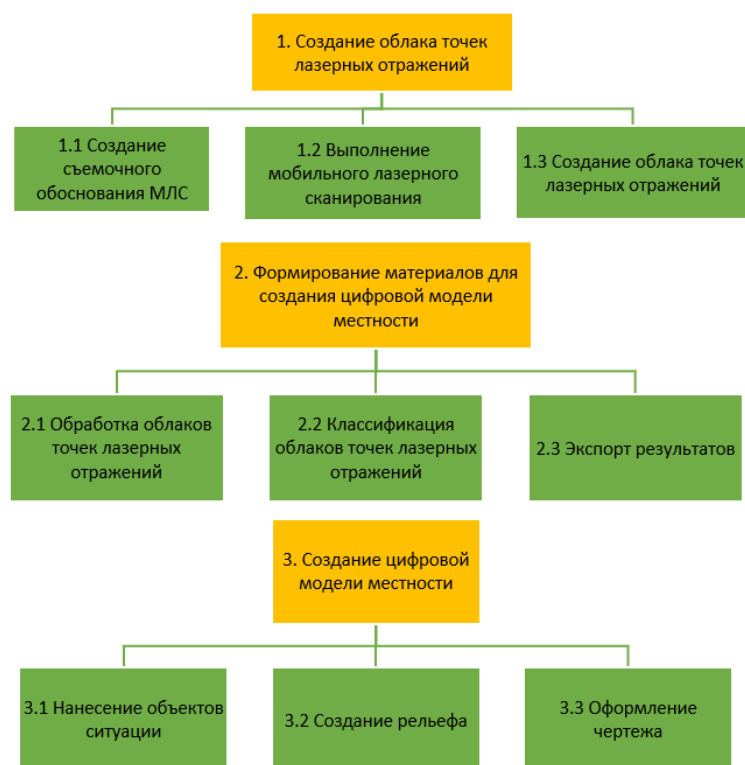 1. Создание облака точек
лазерных отражений
1.1 Создание
съемочного
обоснования МЛС
1.2 Выполнение
мобильного лазерного
сканирования
1.3 Создание облака точек
лазерных отражений
2. Формирование материалов для
создания цифровой модели
местности
2.1 Обработка облаков
точек лазерных
отражений
2.2 Классификация
облаков точек лазерных
отражений
2.3 Экспорт результатов
3. Создание цифровой
модели местности
3.1 Нанесение объектов
ситуации
3.2 Создание рельефа
3.3 Оформление
чертежа